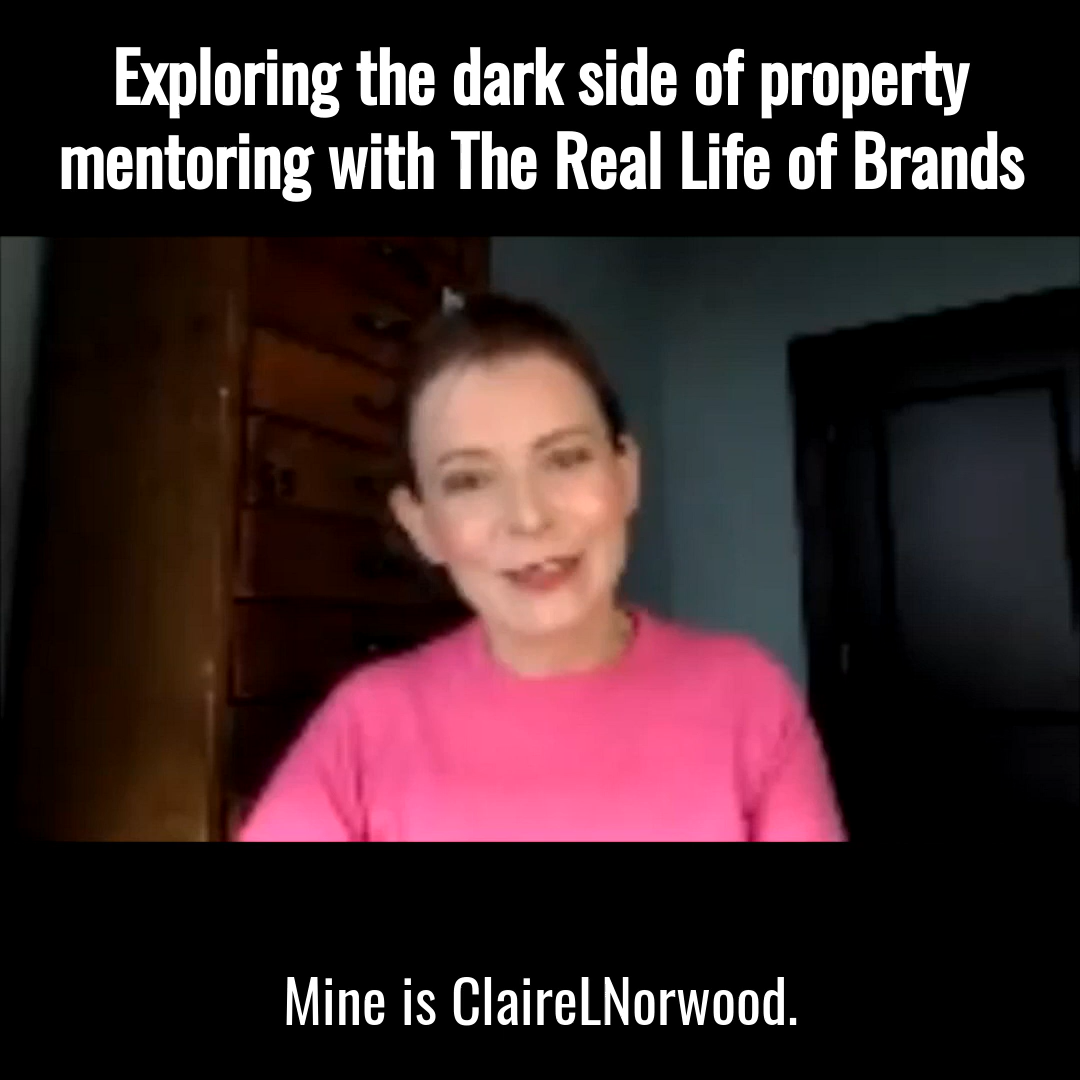 Exploring the dark side of property
mentoring with The Real Life of Brands
Mine is ClaireLNorwood.